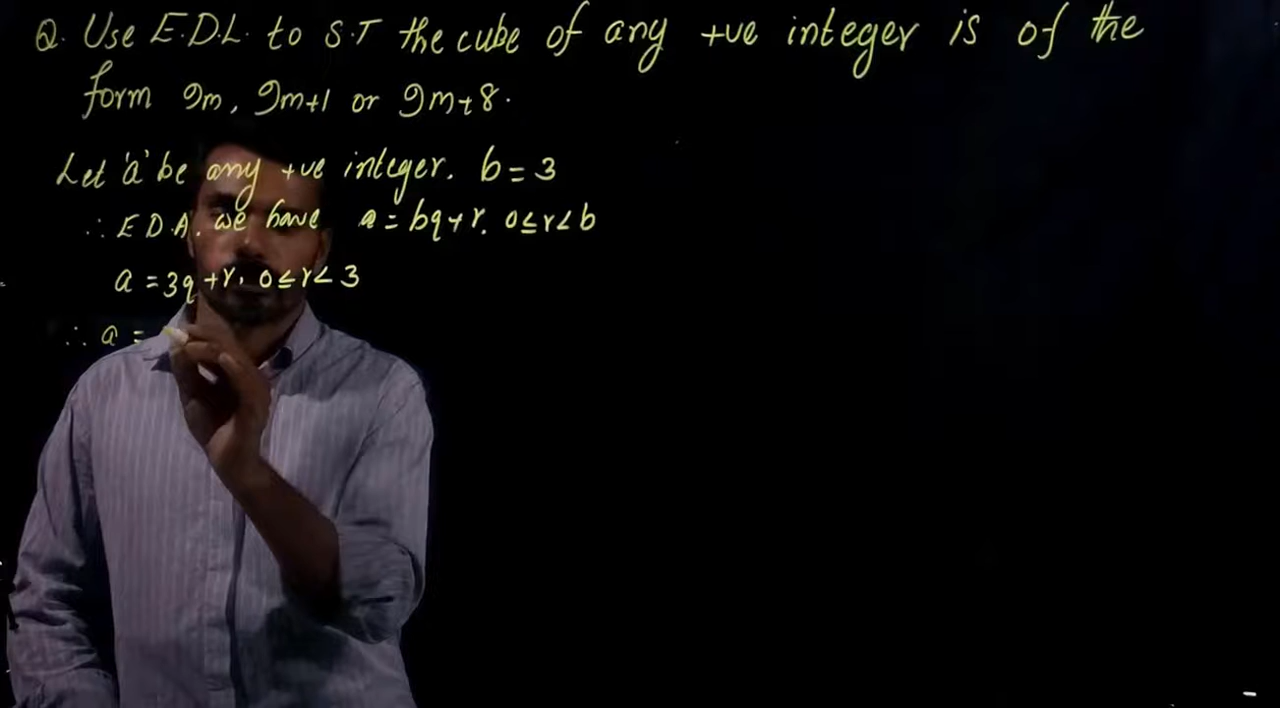 Q. Use E.D.L. to S.T the cube of any +ve integer is of the
form 9m, 9m+1 or 9m+8.
Let 'a' be any +ve integer. b = 3
∴ E D A. we have a = bq + r. 0 ≤ r < b
a = 3q + r. 0 ≤ r < 3
∴ a =